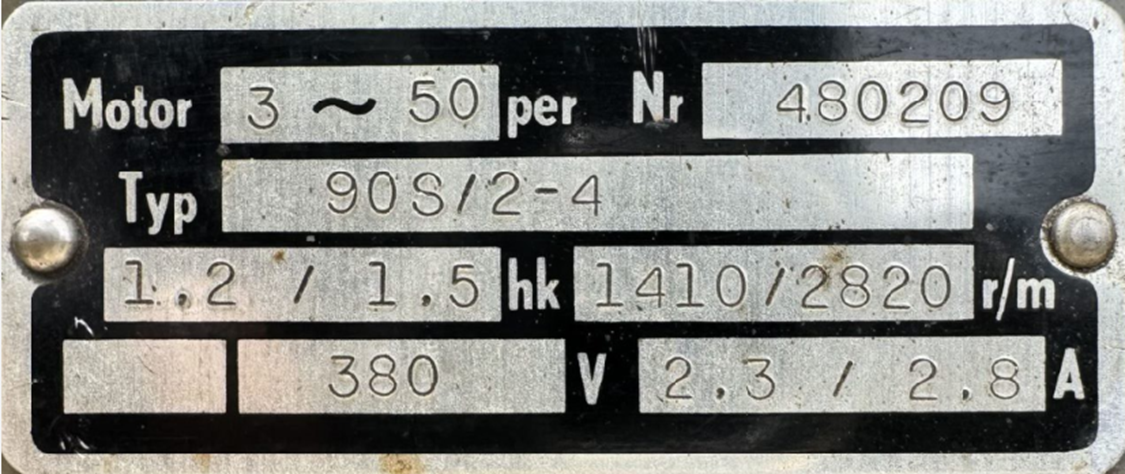 Motor 3 ~ 50 per Nr 480209
Typ 90S/2-4
1.2 / 1.5 hk 1410/2820 r/m
380 V 2.3 / 2.8 A